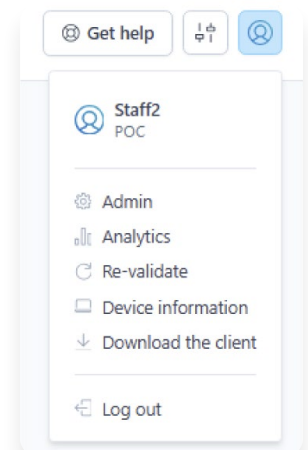 Get help
Staff2
POC
Admin
Analytics
Re-validate
Device information
Download the client
Log out